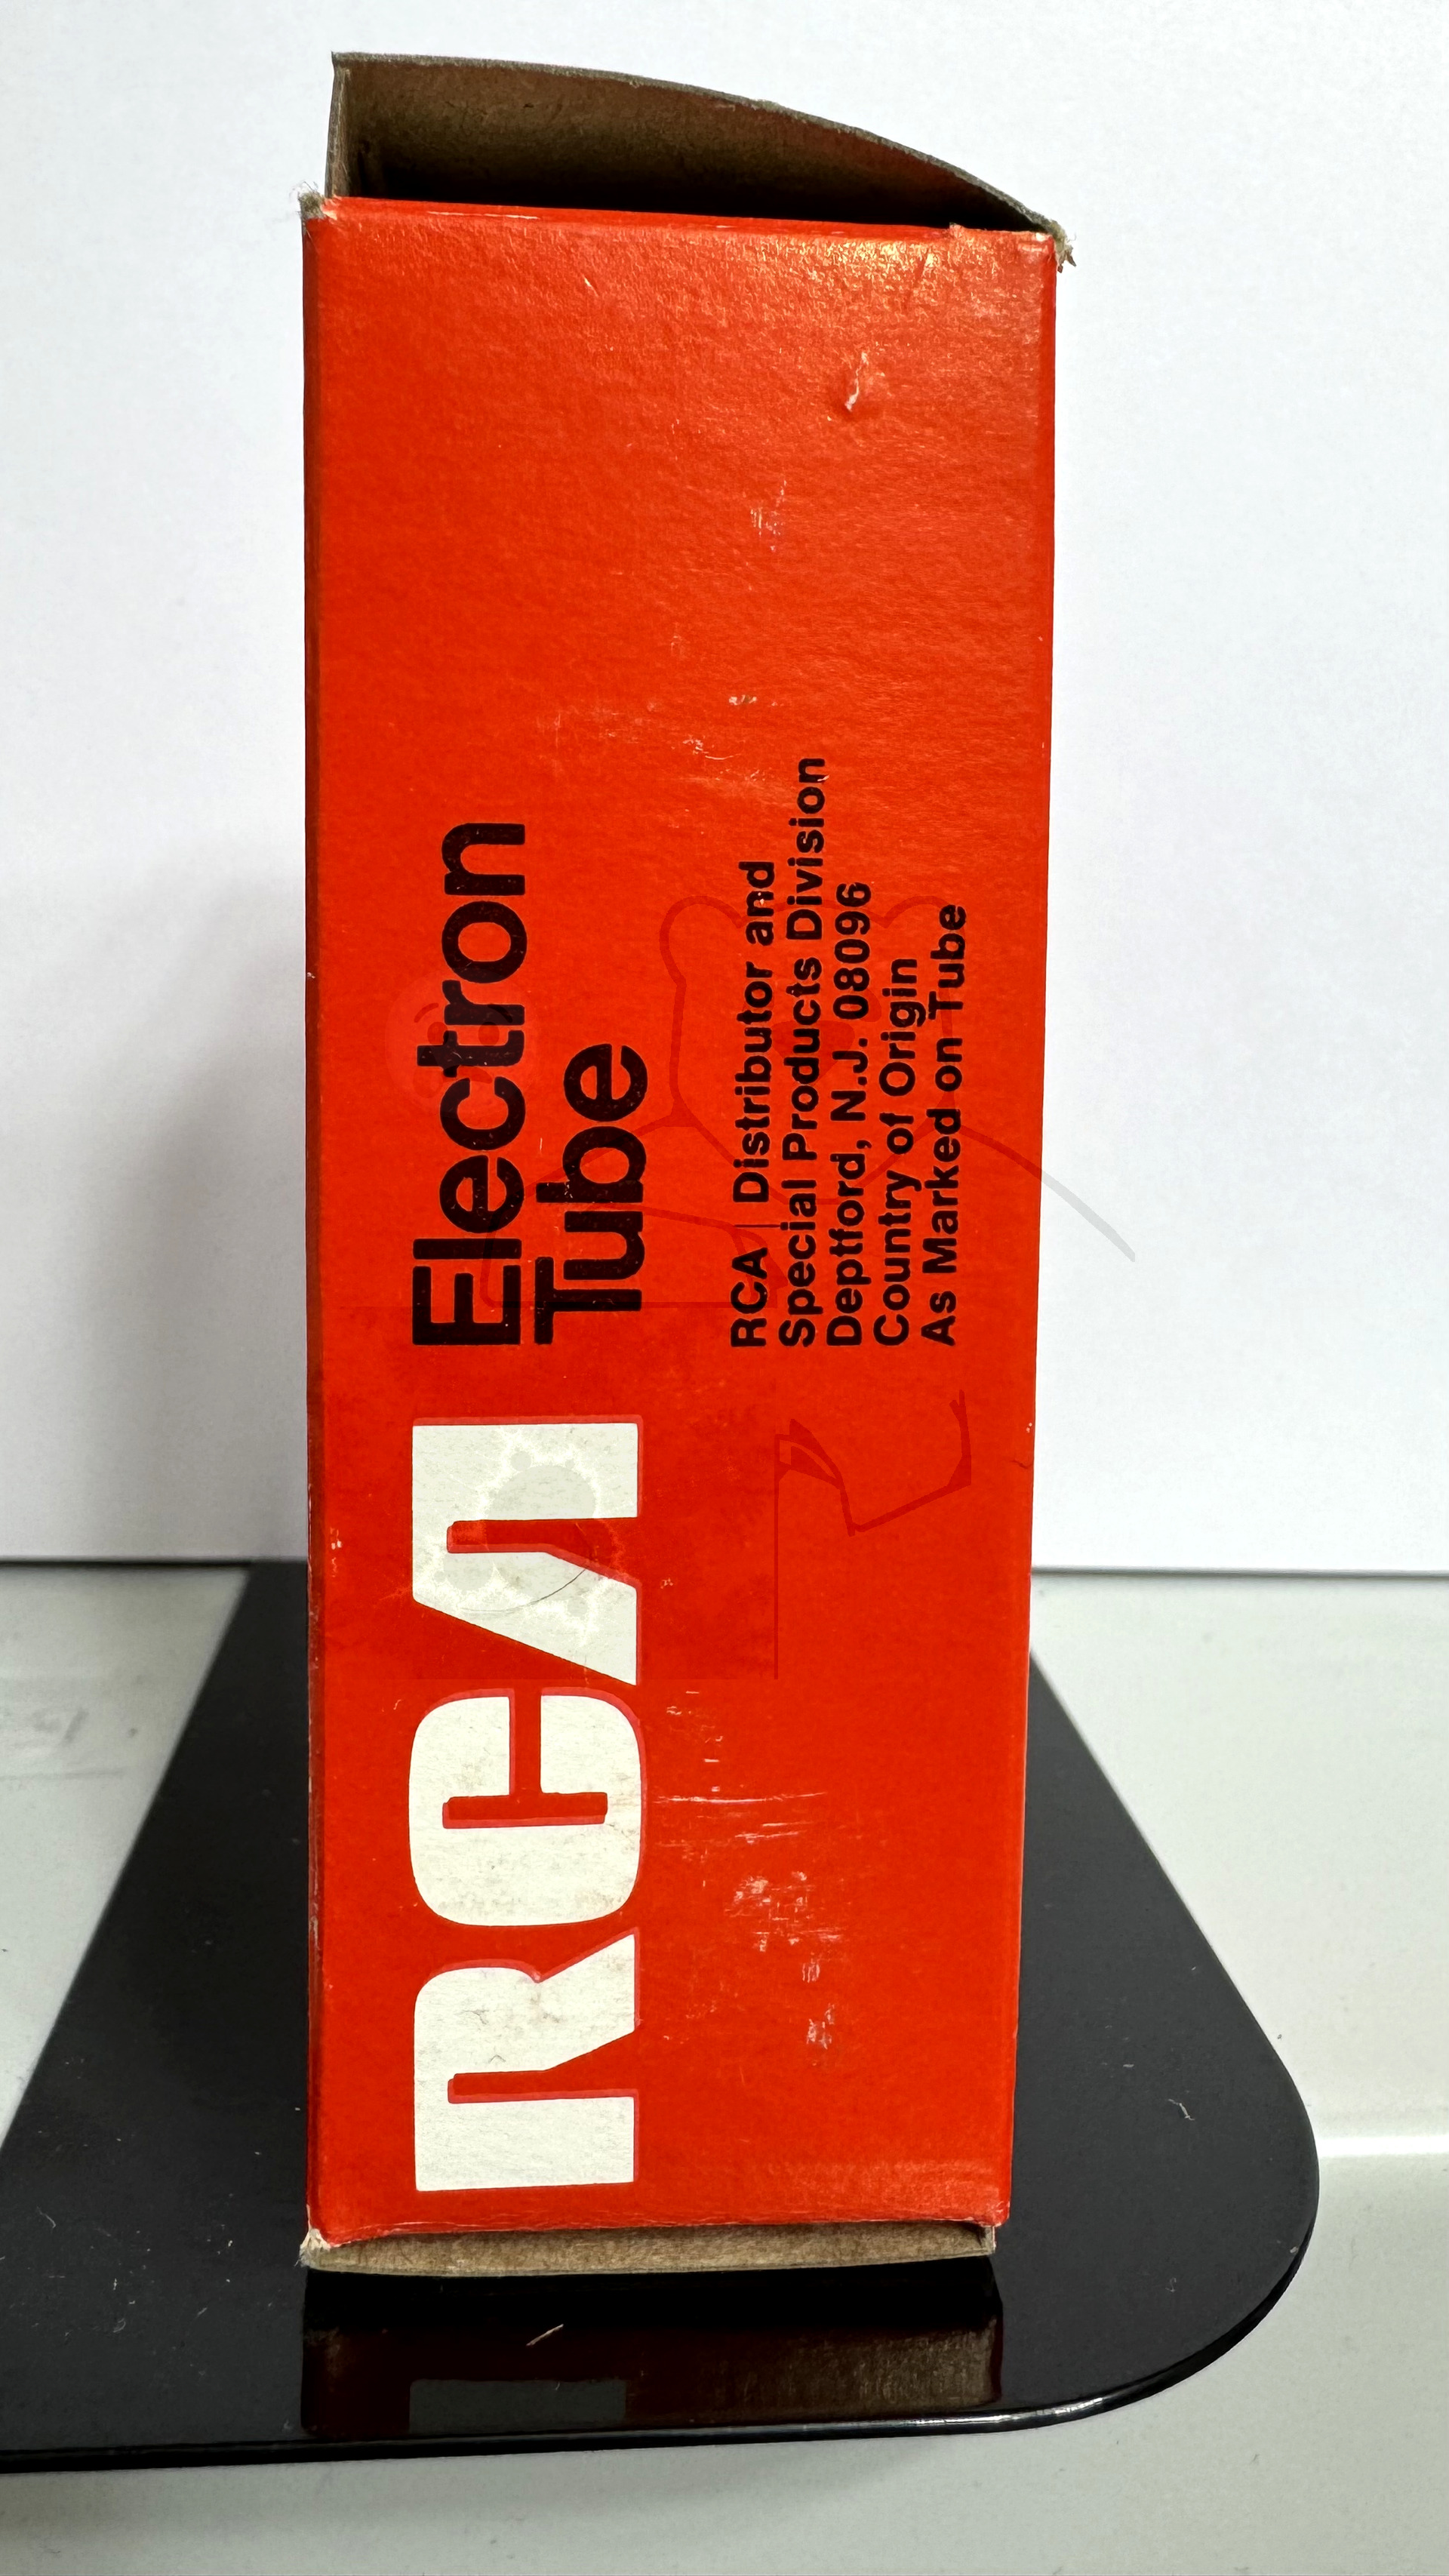 RCA
Electron
Tube
RCA | Distributor and
Special Products Division
Deptford, N.J. 08096
Country of Origin
As Marked on Tube